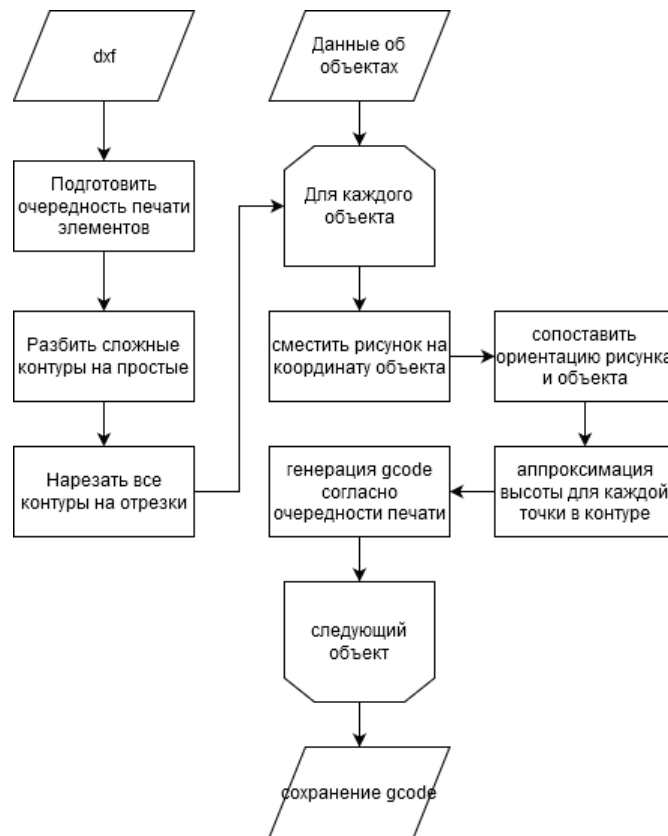 dxf
Данные об
объектах
Подготовить
очередность печати
элементов
Для каждого
объекта
Разбить сложные
контуры на простые
сместить рисунок на
координату объекта
сопоставить
ориентацию рисунка
и объекта
Нарезать все
контуры на отрезки
генерация gcode
согласно
очередности печати
аппроксимация
высоты для каждой
точки в контуре
следующий
объект
сохранение gcode